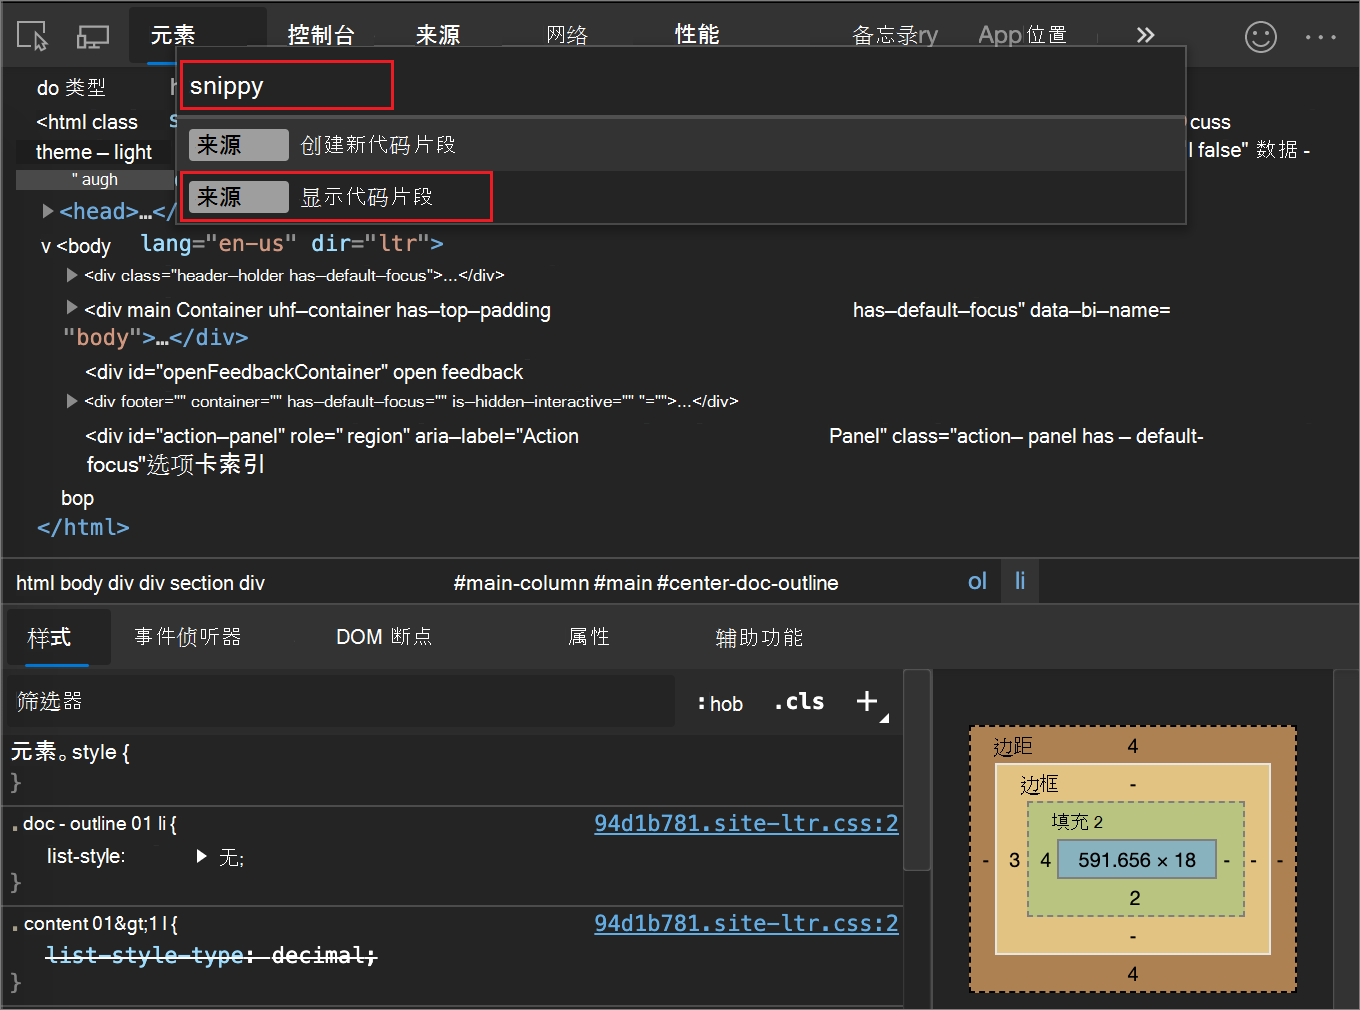 元素 控制台 来源 网络 性能 备忘录ry App位置 »
snippy
do 类型
<html class cuss
来源 创建新代码片段
theme – light l false" 数据 -
" augh
来源 显示代码片段
<head>…</
v <body lang="en-us" dir="ltr">
<div class="header–holder has–default–focus">...</div>
<div main Container uhf–container has–top–padding has–default–focus" data–bi–name=
"body">…</div>
<div id="openFeedbackContainer" open feedback
<div footer="" container="" has–default–focus="" is–hidden–interactive="" "="">...</div>
<div id="action–panel" role=" region" aria–label="Action Panel" class="action– panel has – default-
focus"选项卡索引
bop
</html>
html body div div section div #main-column #main #center-doc-outline ol li
样式 事件侦听器 DOM 断点 属性 辅助功能
筛选器 :hob .cls +
元素。style {
}
.doc - outline 01 li { 94d1b781.site-ltr.css:2
list-style: 无;
}
.content 01&gt;1 l { 94d1b781.site-ltr.css:2
list-style-type: decimal;
}
边距 4
边框 -
填充 2
- 3 4 591.656 × 18 - - -
2
-
4